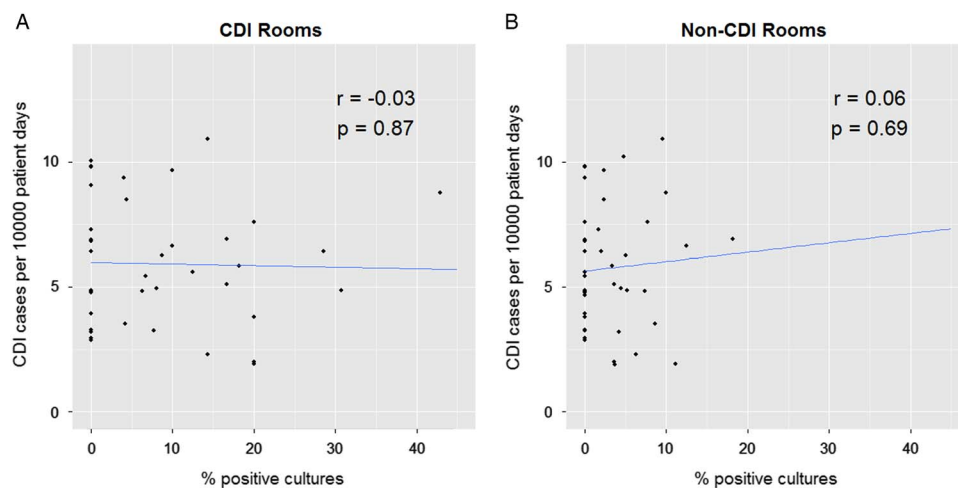 A
CDI Rooms
r = -0.03
p = 0.87
CDI cases per 10000 patient days
10
5
0
0 10 20 30 40
% positive cultures
B
Non-CDI Rooms
r = 0.06
p = 0.69
CDI cases per 10000 patient days
10
5
0
0 10 20 30 40
% positive cultures